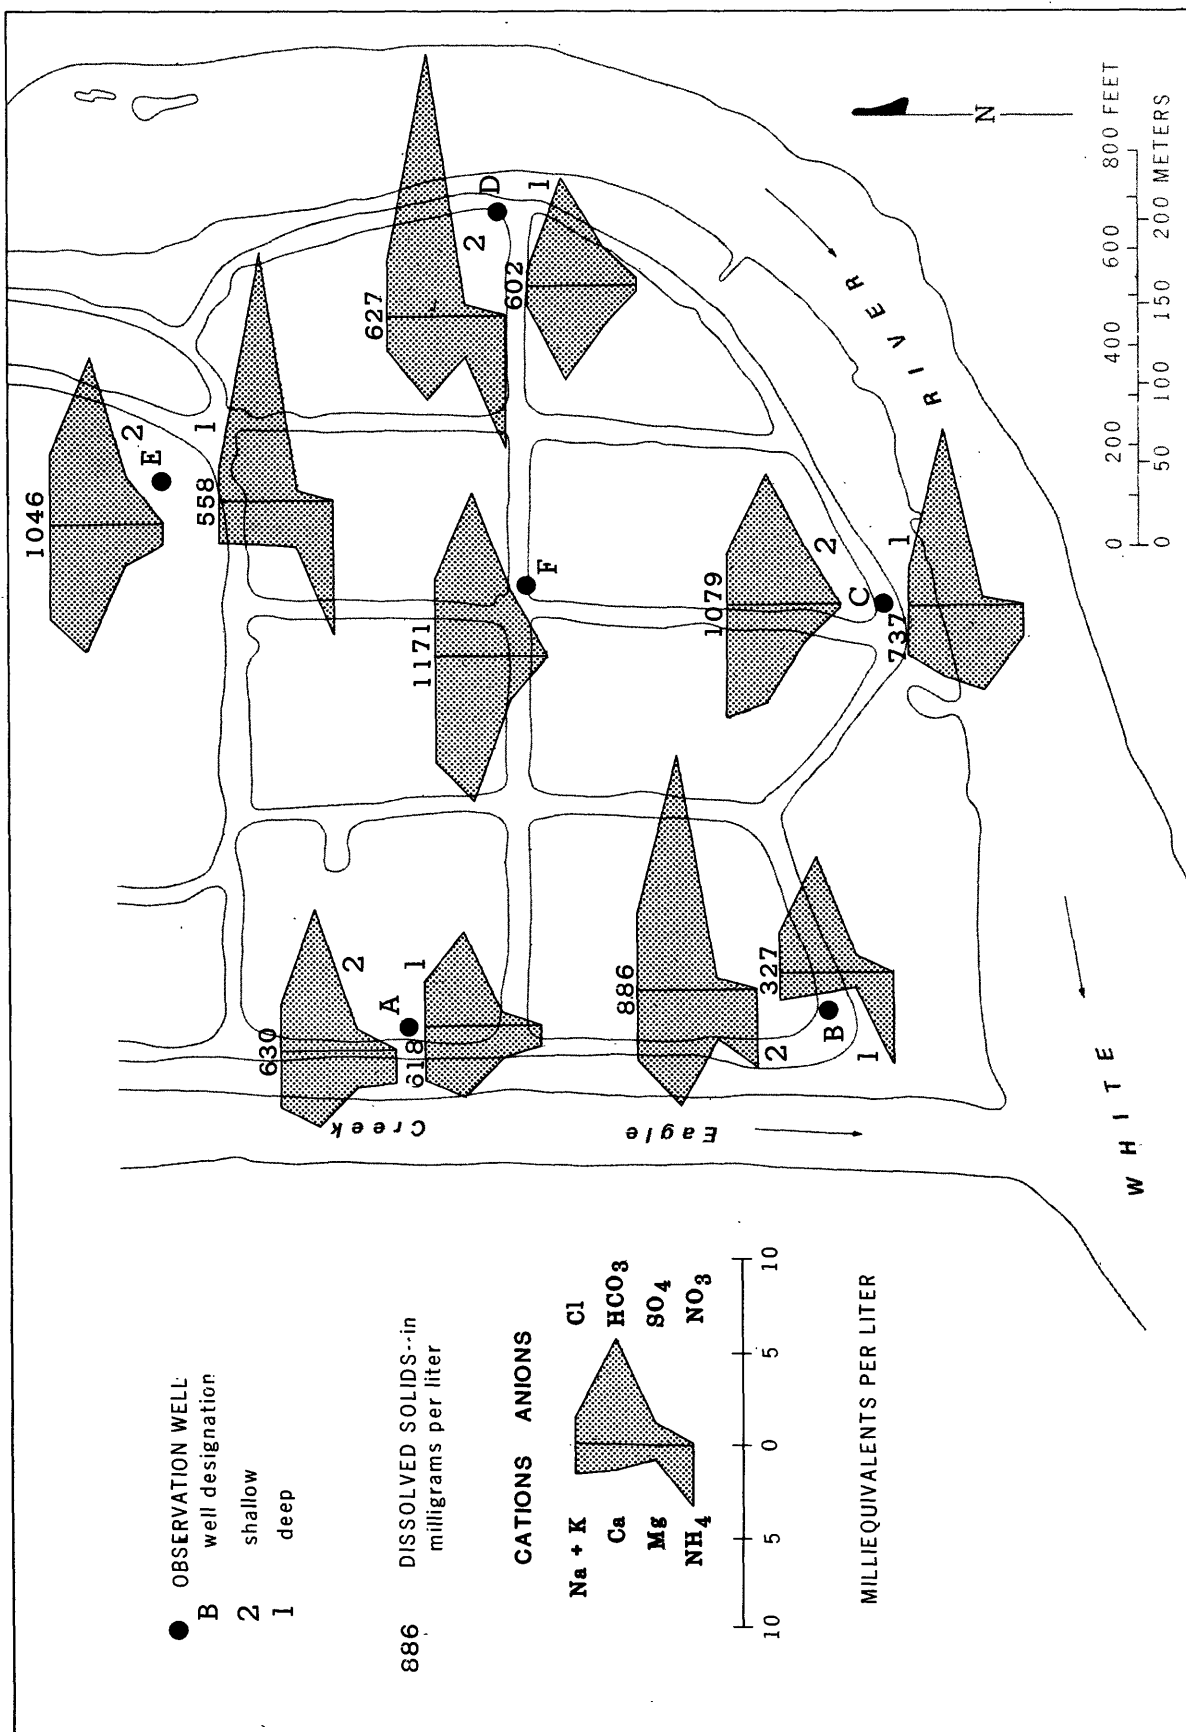 OBSERVATION WELL
B well designation
2 shallow
1 deep
886 DISSOLVED SOLIDS--in
milligrams per liter
CATIONS ANIONS
Na + K Cl
Ca HCO3
Mg SO4
NH4 NO3
10 5 0 5 10
MILLIEQUIVALENTS PER LITER
1046
E 2
558
1
630
2
A
618
1
1171
F
627
2
D
602
1
886
2
B
327
1
1079
2
C
737
1
Eagle Creek
WHITE RIVER
N
0 200 400 600 800 FEET
0 50 100 150 200 METERS